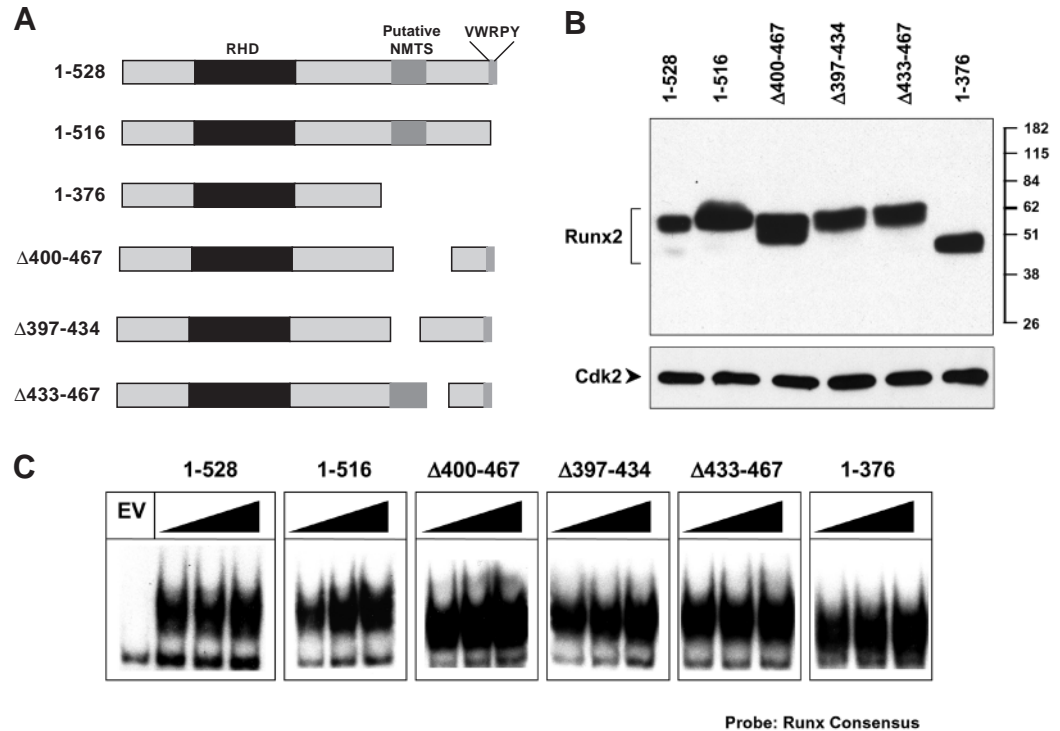 A
Putative
VWRPY
RHD
NMTS
1-528
1-516
1-376
Δ400-467
Δ397-434
Δ433-467
B
1-528
1-516
Δ400-467
Δ397-434
Δ433-467
1-376
182
115
84
62
51
38
26
Runx2
Cdk2
C
1-528
1-516
Δ400-467
Δ397-434
Δ433-467
1-376
EV
Probe: Runx Consensus